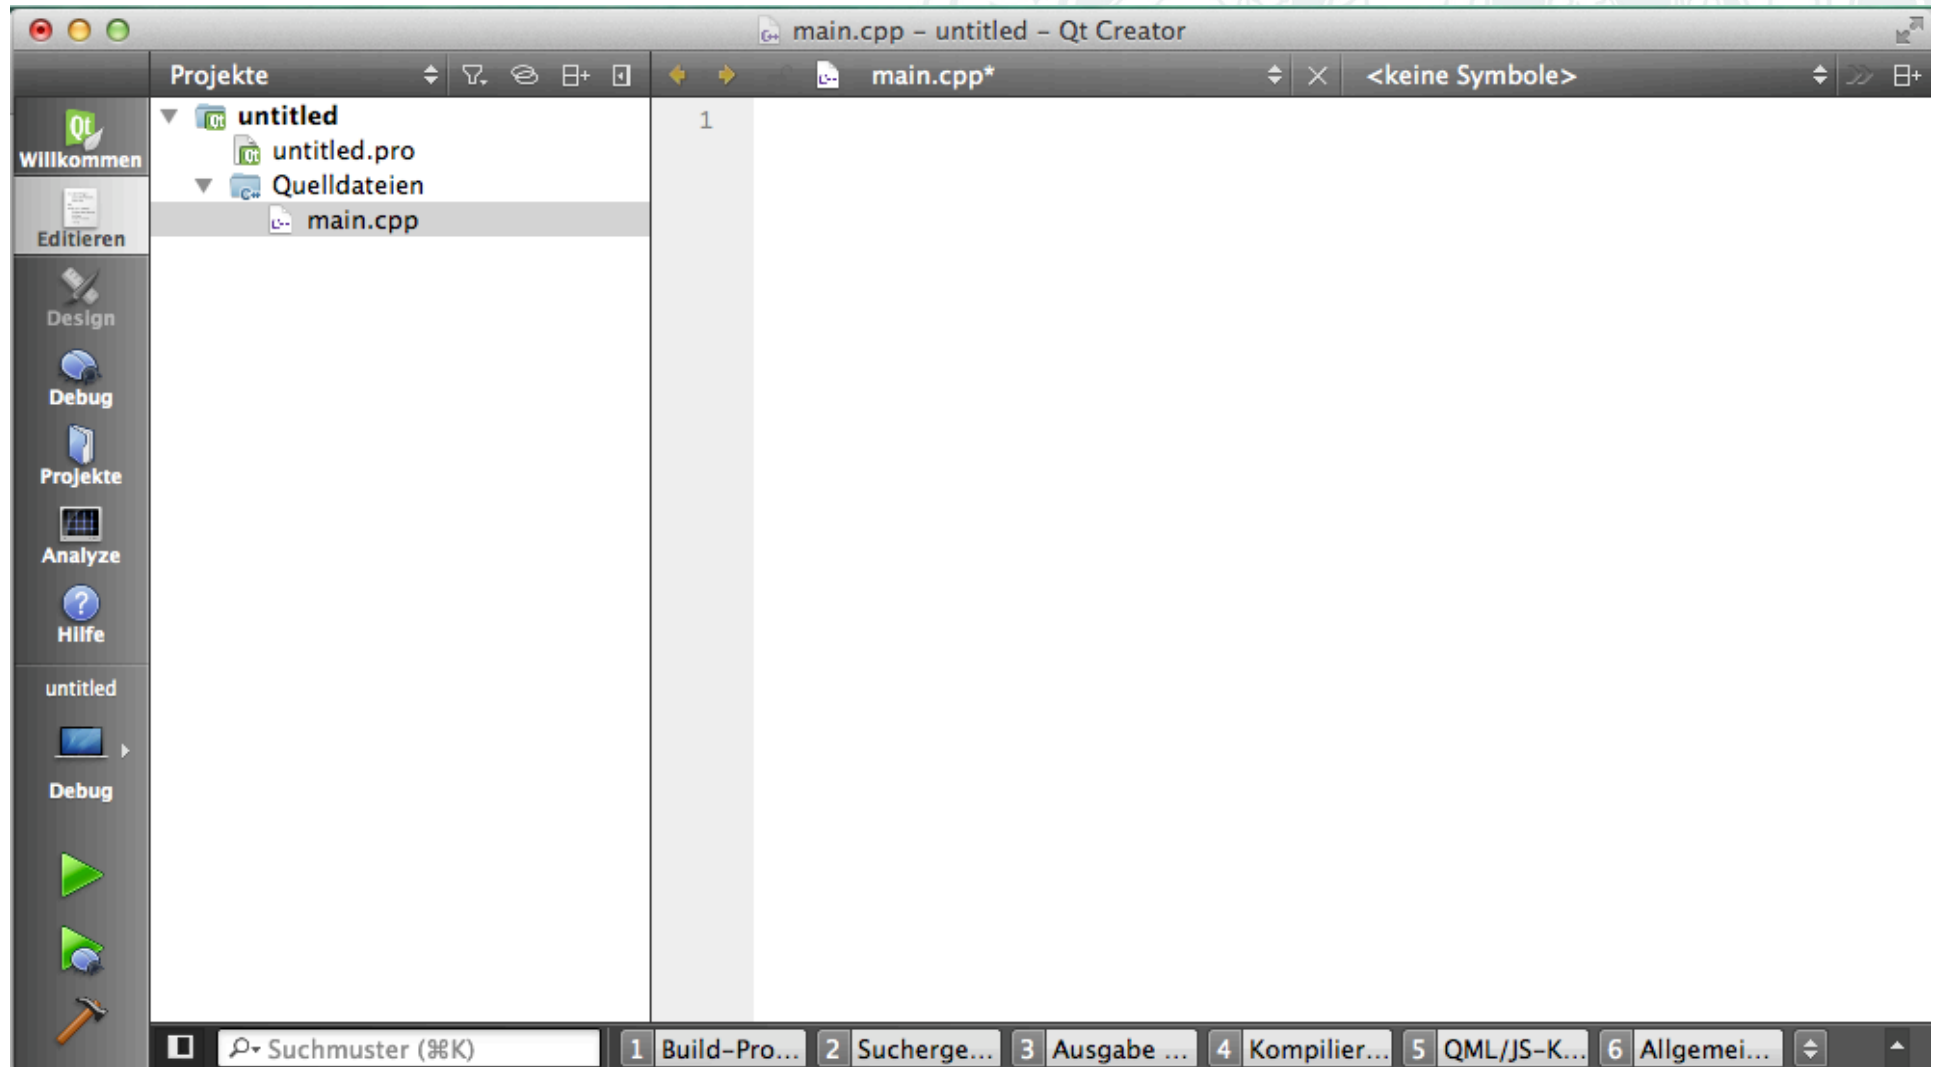 main.cpp – untitled – Qt Creator
Projekte
main.cpp*
<keine Symbole>
Willkommen
Editieren
Design
Debug
Projekte
Analyze
Hilfe
untitled
Debug
untitled
untitled.pro
Quelldateien
main.cpp
1
Suchmuster (⌘K)
1 Build-Pro... 2 Sucherge... 3 Ausgabe ... 4 Kompilier... 5 QML/JS-K... 6 Allgemei...